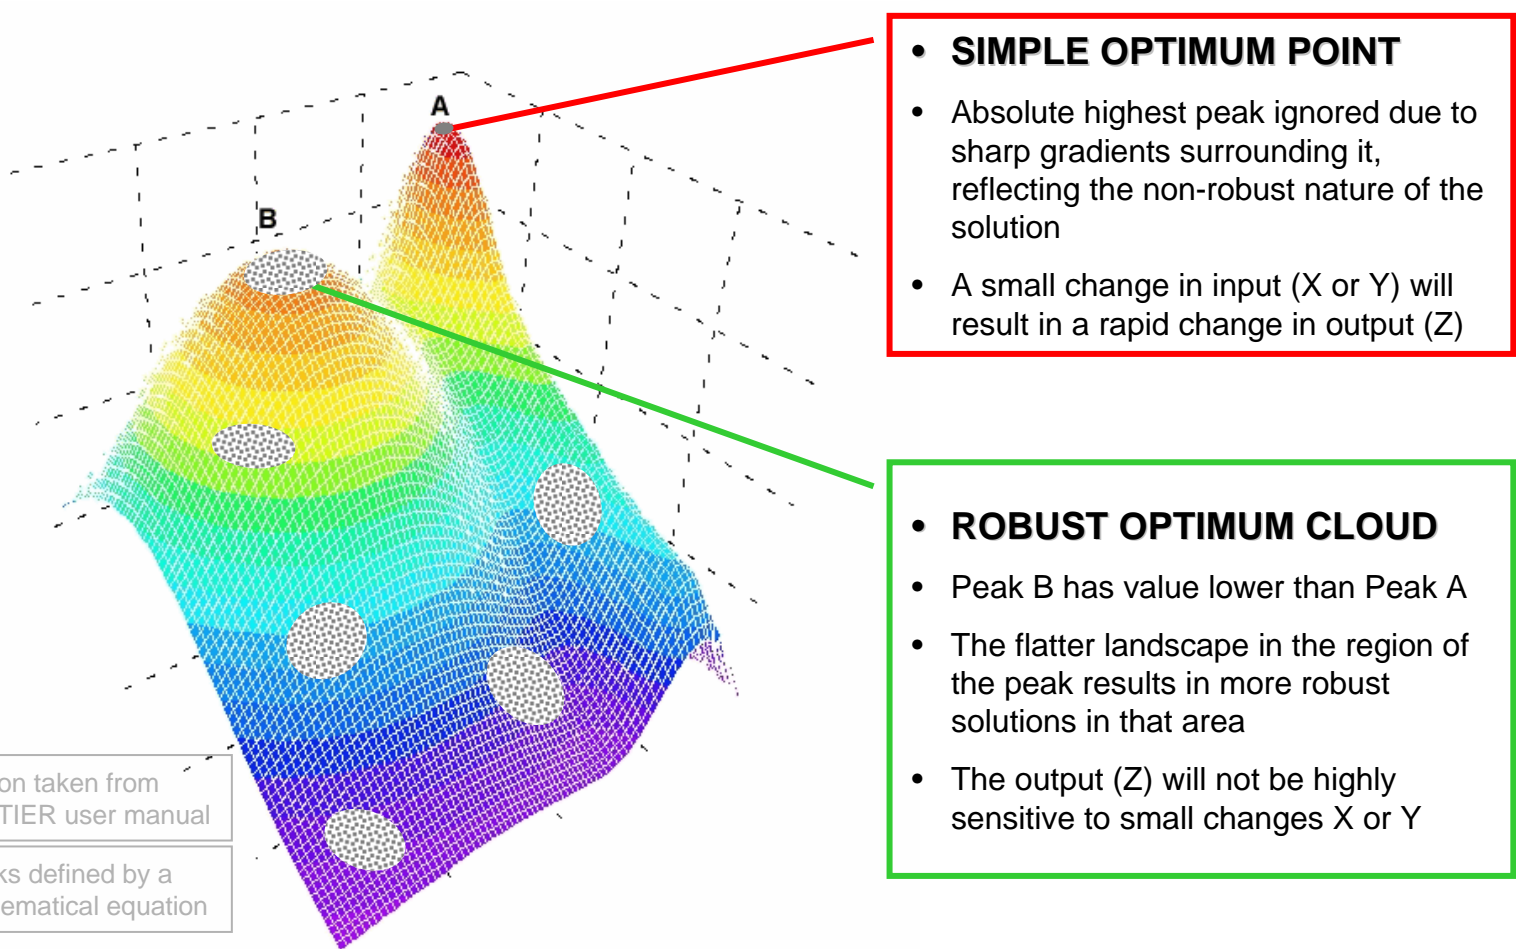 A
B
• SIMPLE OPTIMUM POINT
• Absolute highest peak ignored due to
sharp gradients surrounding it,
reflecting the non-robust nature of the
solution
• A small change in input (X or Y) will
result in a rapid change in output (Z)
• ROBUST OPTIMUM CLOUD
• Peak B has value lower than Peak A
• The flatter landscape in the region of
the peak results in more robust
solutions in that area
• The output (Z) will not be highly
sensitive to small changes X or Y
on taken from
TIER user manual
ks defined by a
ematical equation